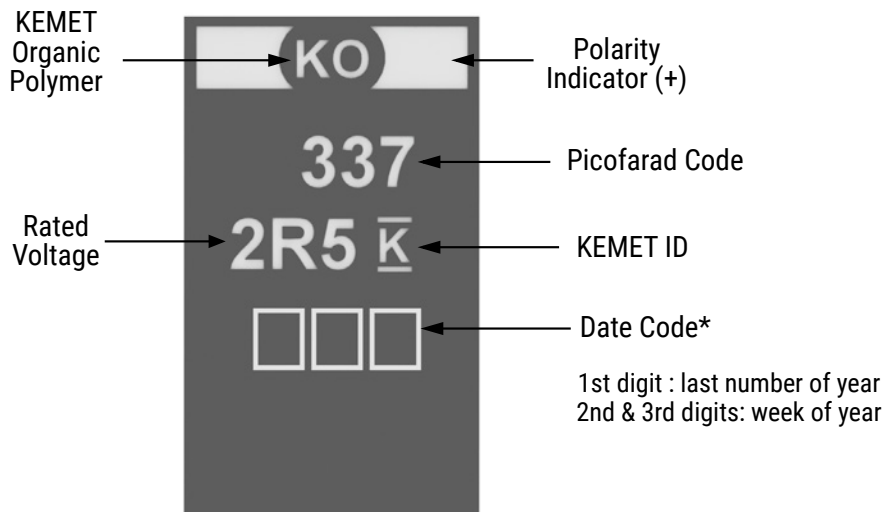 KEMET
Organic
Polymer
KO
Polarity
Indicator (+)
337
Picofarad Code
Rated
Voltage
2R5 K
KEMET ID
Date Code*
1st digit : last number of year
2nd & 3rd digits: week of year